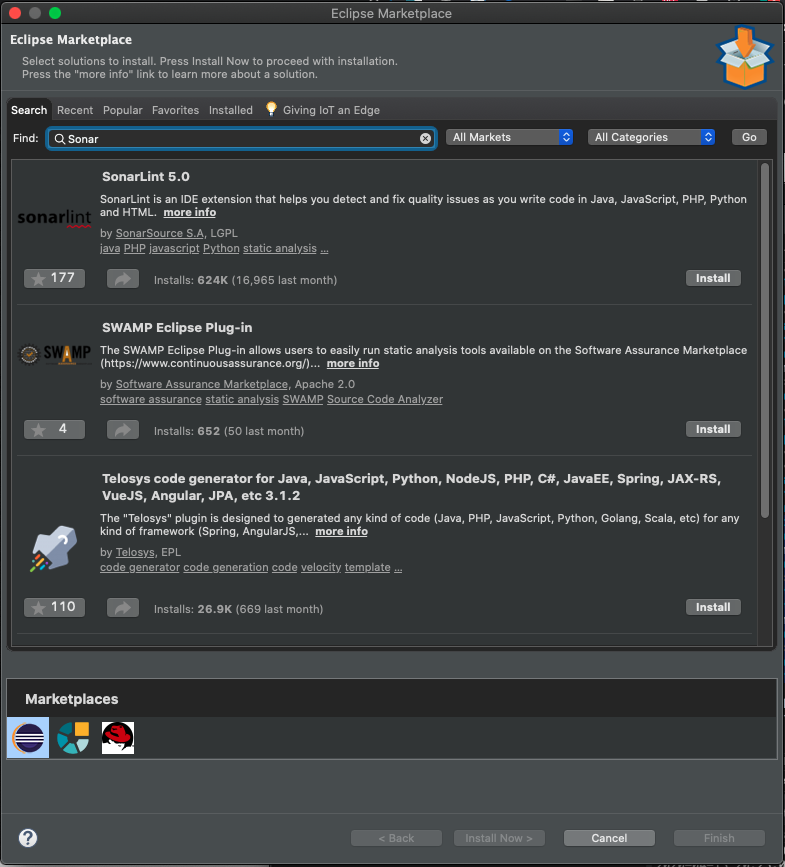 Eclipse Marketplace
Eclipse Marketplace
Select solutions to install. Press Install Now to proceed with installation.
Press the "more info" link to learn more about a solution.
Search Recent Popular Favorites Installed Giving IoT an Edge
Find: Sonar All Markets All Categories Go
SonarLint 5.0
SonarLint is an IDE extension that helps you detect and fix quality issues as you write code in Java, JavaScript, PHP, Python
and HTML. more info
sonarlint
by SonarSource S.A, LGPL
java PHP javascript Python static analysis ...
177 Installs: 624K (16,965 last month) Install
SWAMP Eclipse Plug-in
SWAMP
The SWAMP Eclipse Plug-in allows users to easily run static analysis tools available on the Software Assurance Marketplace
(https://www.continuousassurance.org/)... more info
by Software Assurance Marketplace, Apache 2.0
software assurance static analysis SWAMP Source Code Analyzer
4 Installs: 652 (50 last month) Install
Telosys code generator for Java, JavaScript, Python, NodeJS, PHP, C#, JavaEE, Spring, JAX-RS,
VueJS, Angular, JPA, etc 3.1.2
The "Telosys" plugin is designed to generated any kind of code (Java, PHP, JavaScript, Python, Golang, Scala, etc) for any
kind of framework (Spring, AngularJS,... more info
by Telosys, EPL
code generator code generation code velocity template ...
110 Installs: 26.9K (669 last month) Install
Marketplaces
? < Back Install Now > Cancel Finish